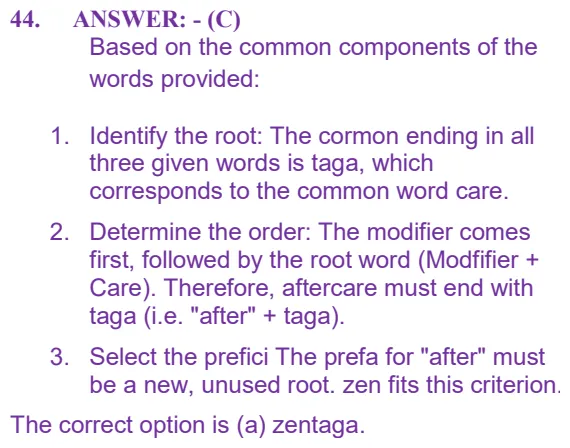 44. ANSWER: - (C)
Based on the common components of the
words provided:
1. Identify the root: The cormon ending in all
three given words is taga, which
corresponds to the common word care.
2. Determine the order: The modifier comes
first, followed by the root word (Modfifier +
Care). Therefore, aftercare must end with
taga (i.e. "after" + taga).
3. Select the prefici The prefa for "after" must
be a new, unused root. zen fits this criterion.
The correct option is (a) zentaga.